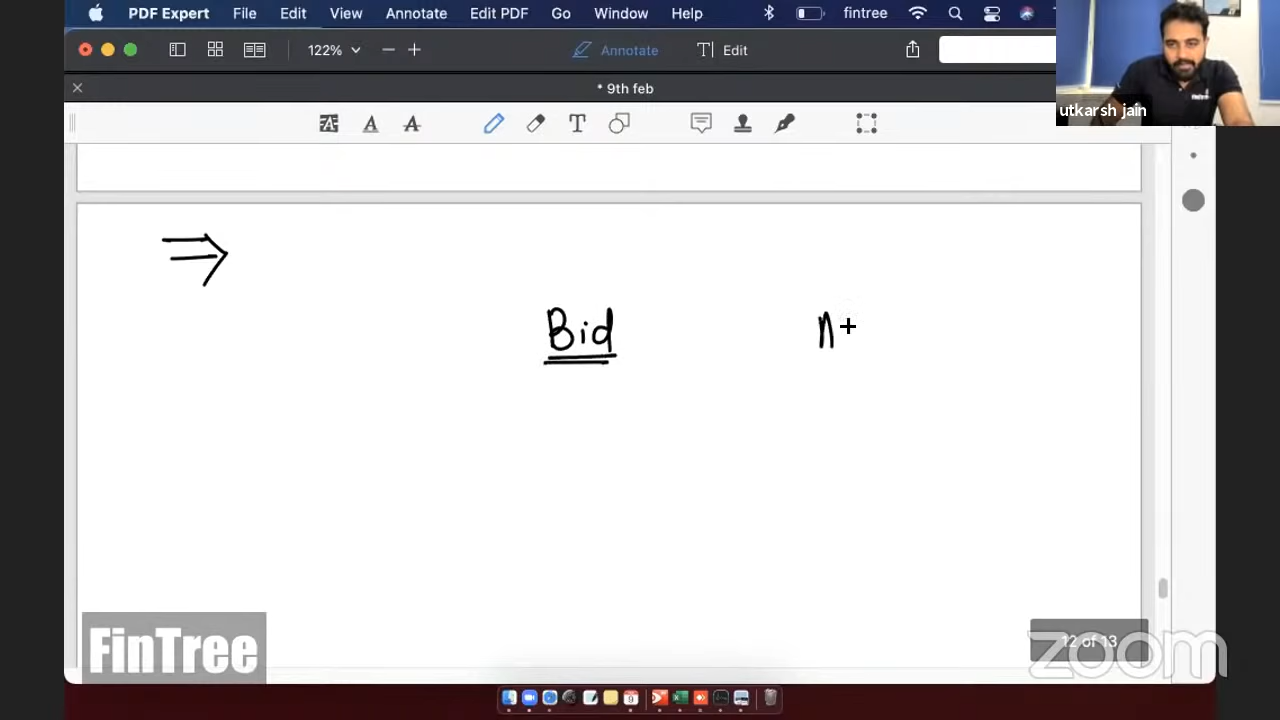 PDF Expert File Edit View Annotate Edit PDF Go Window Help fintree
122% Annotate T Edit
* 9th feb
utkarsh jain
Bid
FinTree
12 of 13
zoom